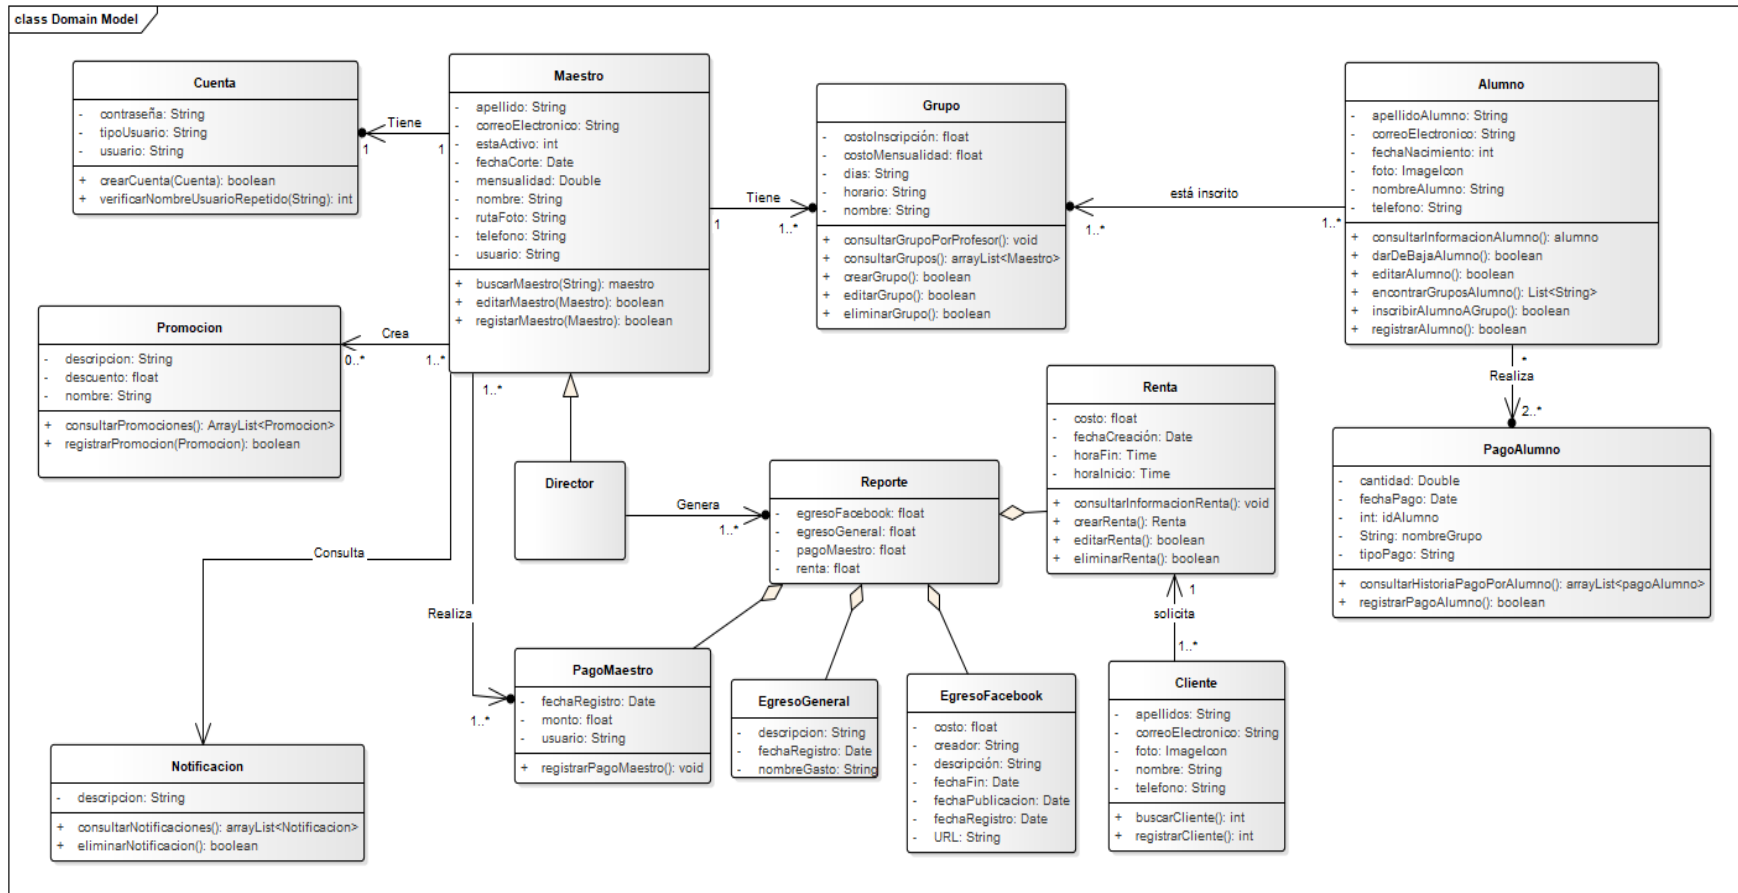 class Domain Model
Cuenta
- contraseña: String
- tipoUsuario: String
- usuario: String
+ crearCuenta(Cuenta): boolean
+ verificarNombreUsuarioRepetido(String): int
Tiene
1
1
Maestro
- apellido: String
- correoElectronico: String
- estaActivo: int
- fechaCorte: Date
- mensualidad: Double
- nombre: String
- rutaFoto: String
- telefono: String
- usuario: String
+ buscarMaestro(String): maestro
+ editarMaestro(Maestro): boolean
+ registarMaestro(Maestro): boolean
Tiene
1
1..*
Grupo
- costoInscripción: float
- costoMensualidad: float
- dias: String
- horario: String
- nombre: String
+ consultarGrupoPorProfesor(): void
+ consultarGrupos(): arrayList<Maestro>
+ crearGrupo(): boolean
+ editarGrupo(): boolean
+ eliminarGrupo(): boolean
está inscrito
1..*
1..*
Alumno
- apellidoAlumno: String
- correoElectronico: String
- fechaNacimiento: int
- foto: ImageIcon
- nombreAlumno: String
- telefono: String
+ consultarInformacionAlumno(): alumno
+ darDeBajaAlumno(): boolean
+ editarAlumno(): boolean
+ encontrarGruposAlumno(): List<String>
+ inscribirAlumnoAGrupo(): boolean
+ registrarAlumno(): boolean
Promocion
- descripcion: String
- descuento: float
- nombre: String
+ consultarPromociones(): ArrayList<Promocion>
+ registrarPromocion(Promocion): boolean
Crea
0..*
1..*
1..*
*
Realiza
2..*
Director
Genera
1..*
Reporte
- egresoFacebook: float
- egresoGeneral: float
- pagoMaestro: float
- renta: float
Renta
- costo: float
- fechaCreación: Date
- horaFin: Time
- horaInicio: Time
+ consultarInformacionRenta(): void
+ crearRenta(): Renta
+ editarRenta(): boolean
+ eliminarRenta(): boolean
PagoAlumno
- cantidad: Double
- fechaPago: Date
- int: idAlumno
- String: nombreGrupo
- tipoPago: String
+ consultarHistoriaPagoPorAlumno(): arrayList<pagoAlumno>
+ registrarPagoAlumno(): boolean
Consulta
Realiza
1..*
1
solicita
1..*
PagoMaestro
- fechaRegistro: Date
- monto: float
- usuario: String
+ registrarPagoMaestro(): void
EgresoGeneral
- descripcion: String
- fechaRegistro: Date
- nombreGasto: String
EgresoFacebook
- costo: float
- creador: String
- descripción: String
- fechaFin: Date
- fechaPublicacion: Date
- fechaRegistro: Date
- URL: String
Cliente
- apellidos: String
- correoElectronico: String
- foto: ImageIcon
- nombre: String
- telefono: String
+ buscarCliente(): int
+ registrarCliente(): int
Notificacion
- descripcion: String
+ consultarNotificaciones(): arrayList<Notificacion>
+ eliminarNotificacion(): boolean